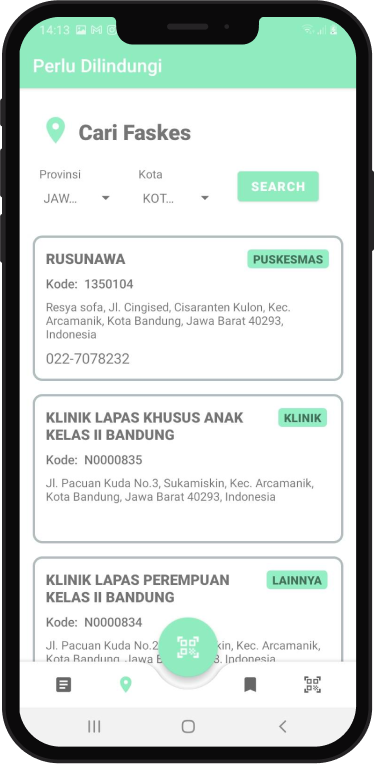 14:13
Perlu Dilindungi
Cari Faskes
Provinsi Kota
JAW... KOT... SEARCH
RUSUNAWA PUSKESMAS
Kode: 1350104
Resya sofa, Jl. Cingised, Cisaranten Kulon, Kec.
Arcamanik, Kota Bandung, Jawa Barat 40293,
Indonesia
022-7078232
KLINIK LAPAS KHUSUS ANAK KLINIK
KELAS II BANDUNG
Kode: N0000835
Jl. Pacuan Kuda No.3, Sukamiskin, Kec. Arcamanik,
Kota Bandung, Jawa Barat 40293, Indonesia
KLINIK LAPAS PEREMPUAN LAINNYA
KELAS II BANDUNG
Kode: N0000834
Jl. Pacuan Kuda No.2 kin, Kec. Arcamanik,
Kota Bandung, Jawa B 3, Indonesia